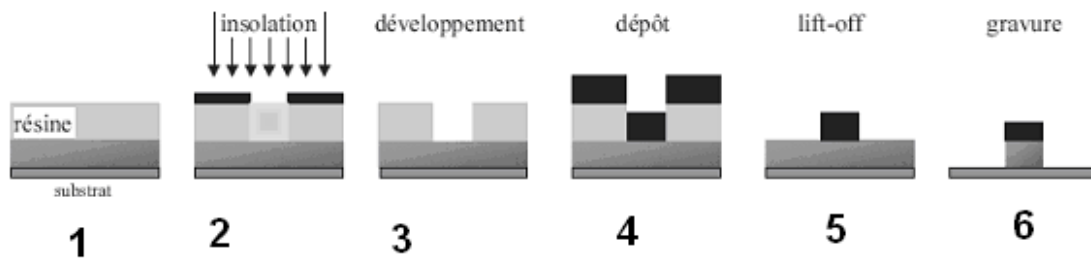 insolation développement dépôt lift-off gravure
résine
substrat
1 2 3 4 5 6